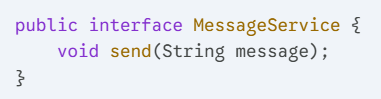 public interface MessageService {
    void send(String message);
}